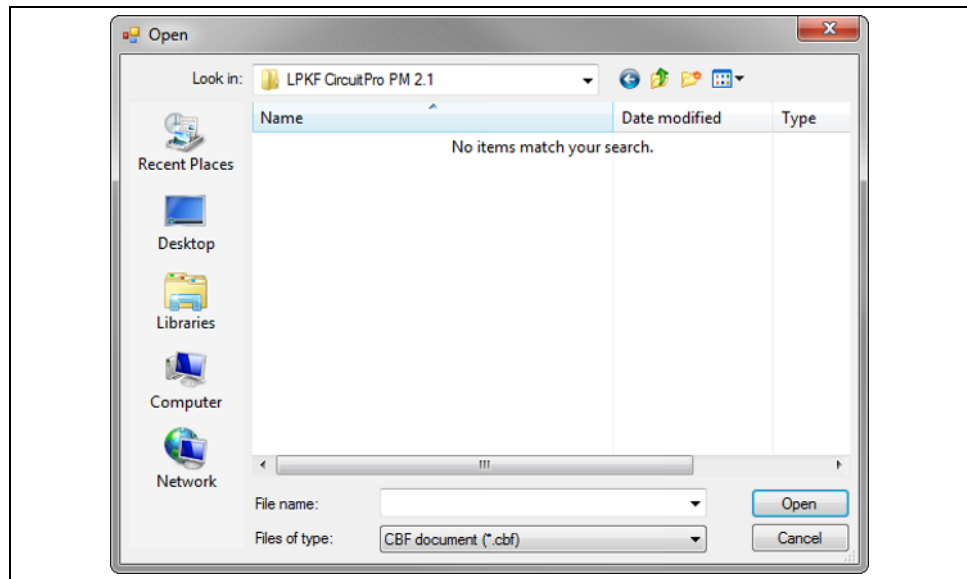 Open
Look in: LPKF CircuitPro PM 2.1
Name Date modified Type
No items match your search.
Recent Places
Desktop
Libraries
Computer
Network
File name: Open
Files of type: CBF document (*.cbf) Cancel